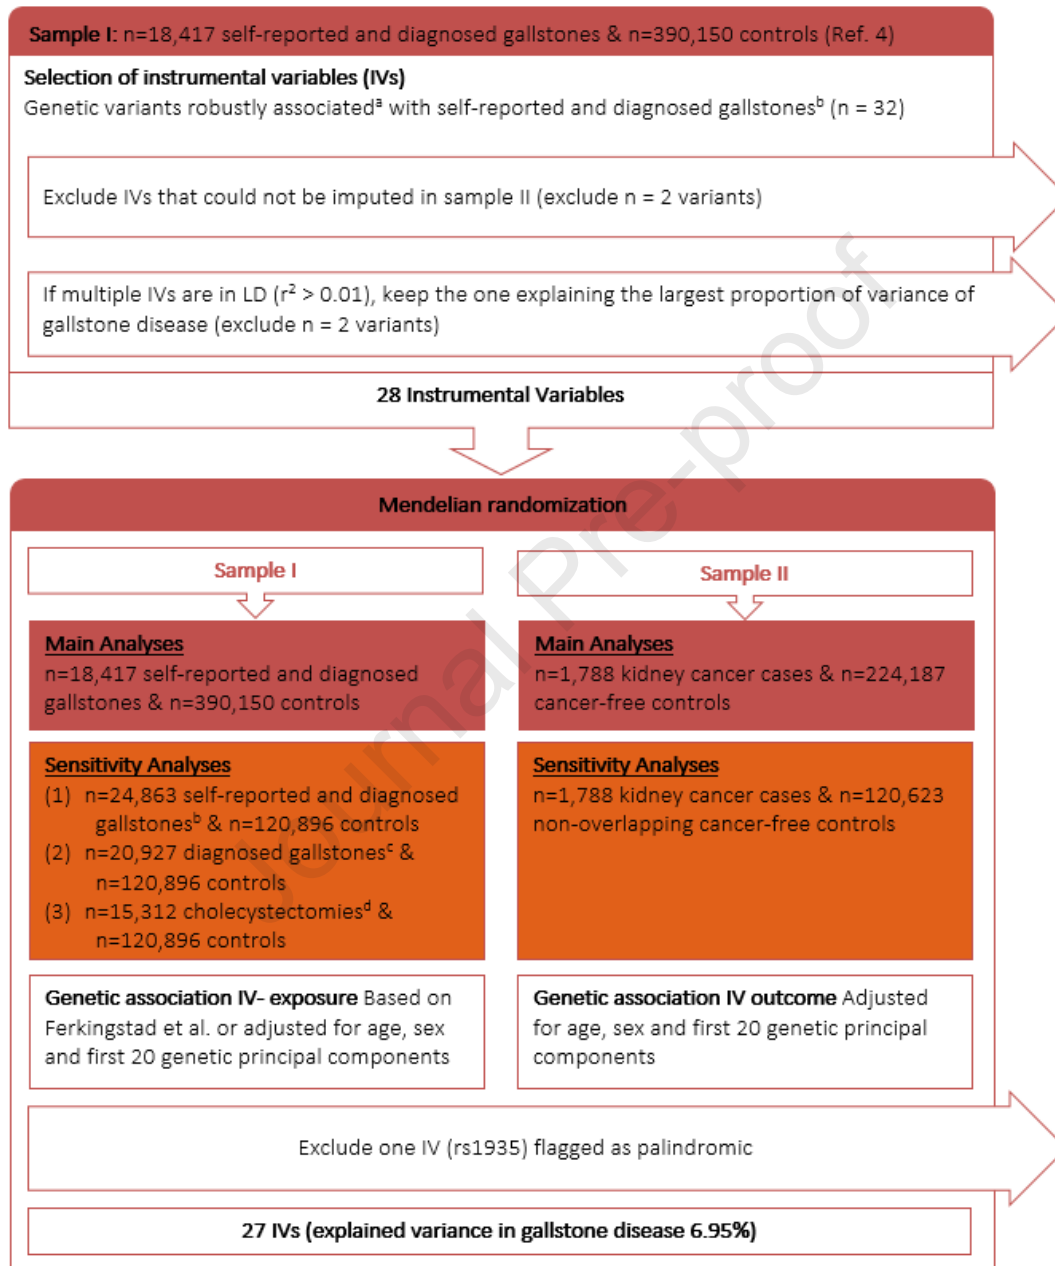 Sample I: n=18,417 self-reported and diagnosed gallstones & n=390,150 controls (Ref. 4)
Selection of instrumental variables (IVs)
Genetic variants robustly associatedᵃ with self-reported and diagnosed gallstonesᵇ (n = 32)
Exclude IVs that could not be imputed in sample II (exclude n = 2 variants)
If multiple IVs are in LD (r² > 0.01), keep the one explaining the largest proportion of variance of
gallstone disease (exclude n = 2 variants)
28 Instrumental Variables
Mendelian randomization
Sample I
Main Analyses
n=18,417 self-reported and diagnosed
gallstones & n=390,150 controls
Sensitivity Analyses
(1) n=24,863 self-reported and diagnosed
gallstonesᵇ & n=120,896 controls
(2) n=20,927 diagnosed gallstonesᶜ &
n=120,896 controls
(3) n=15,312 cholecystectomiesᵈ &
n=120,896 controls
Genetic association IV- exposure Based on
Ferkingstad et al. or adjusted for age, sex
and first 20 genetic principal components
Sample II
Main Analyses
n=1,788 kidney cancer cases & n=224,187
cancer-free controls
Sensitivity Analyses
n=1,788 kidney cancer cases & n=120,623
non-overlapping cancer-free controls
Genetic association IV outcome Adjusted
for age, sex and first 20 genetic principal
components
Exclude one IV (rs1935) flagged as palindromic
27 IVs (explained variance in gallstone disease 6.95%)
Journal Pre-proof